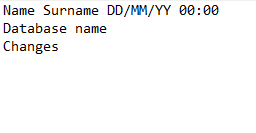 Name Surname DD/MM/YY 00:00
Database name
Changes